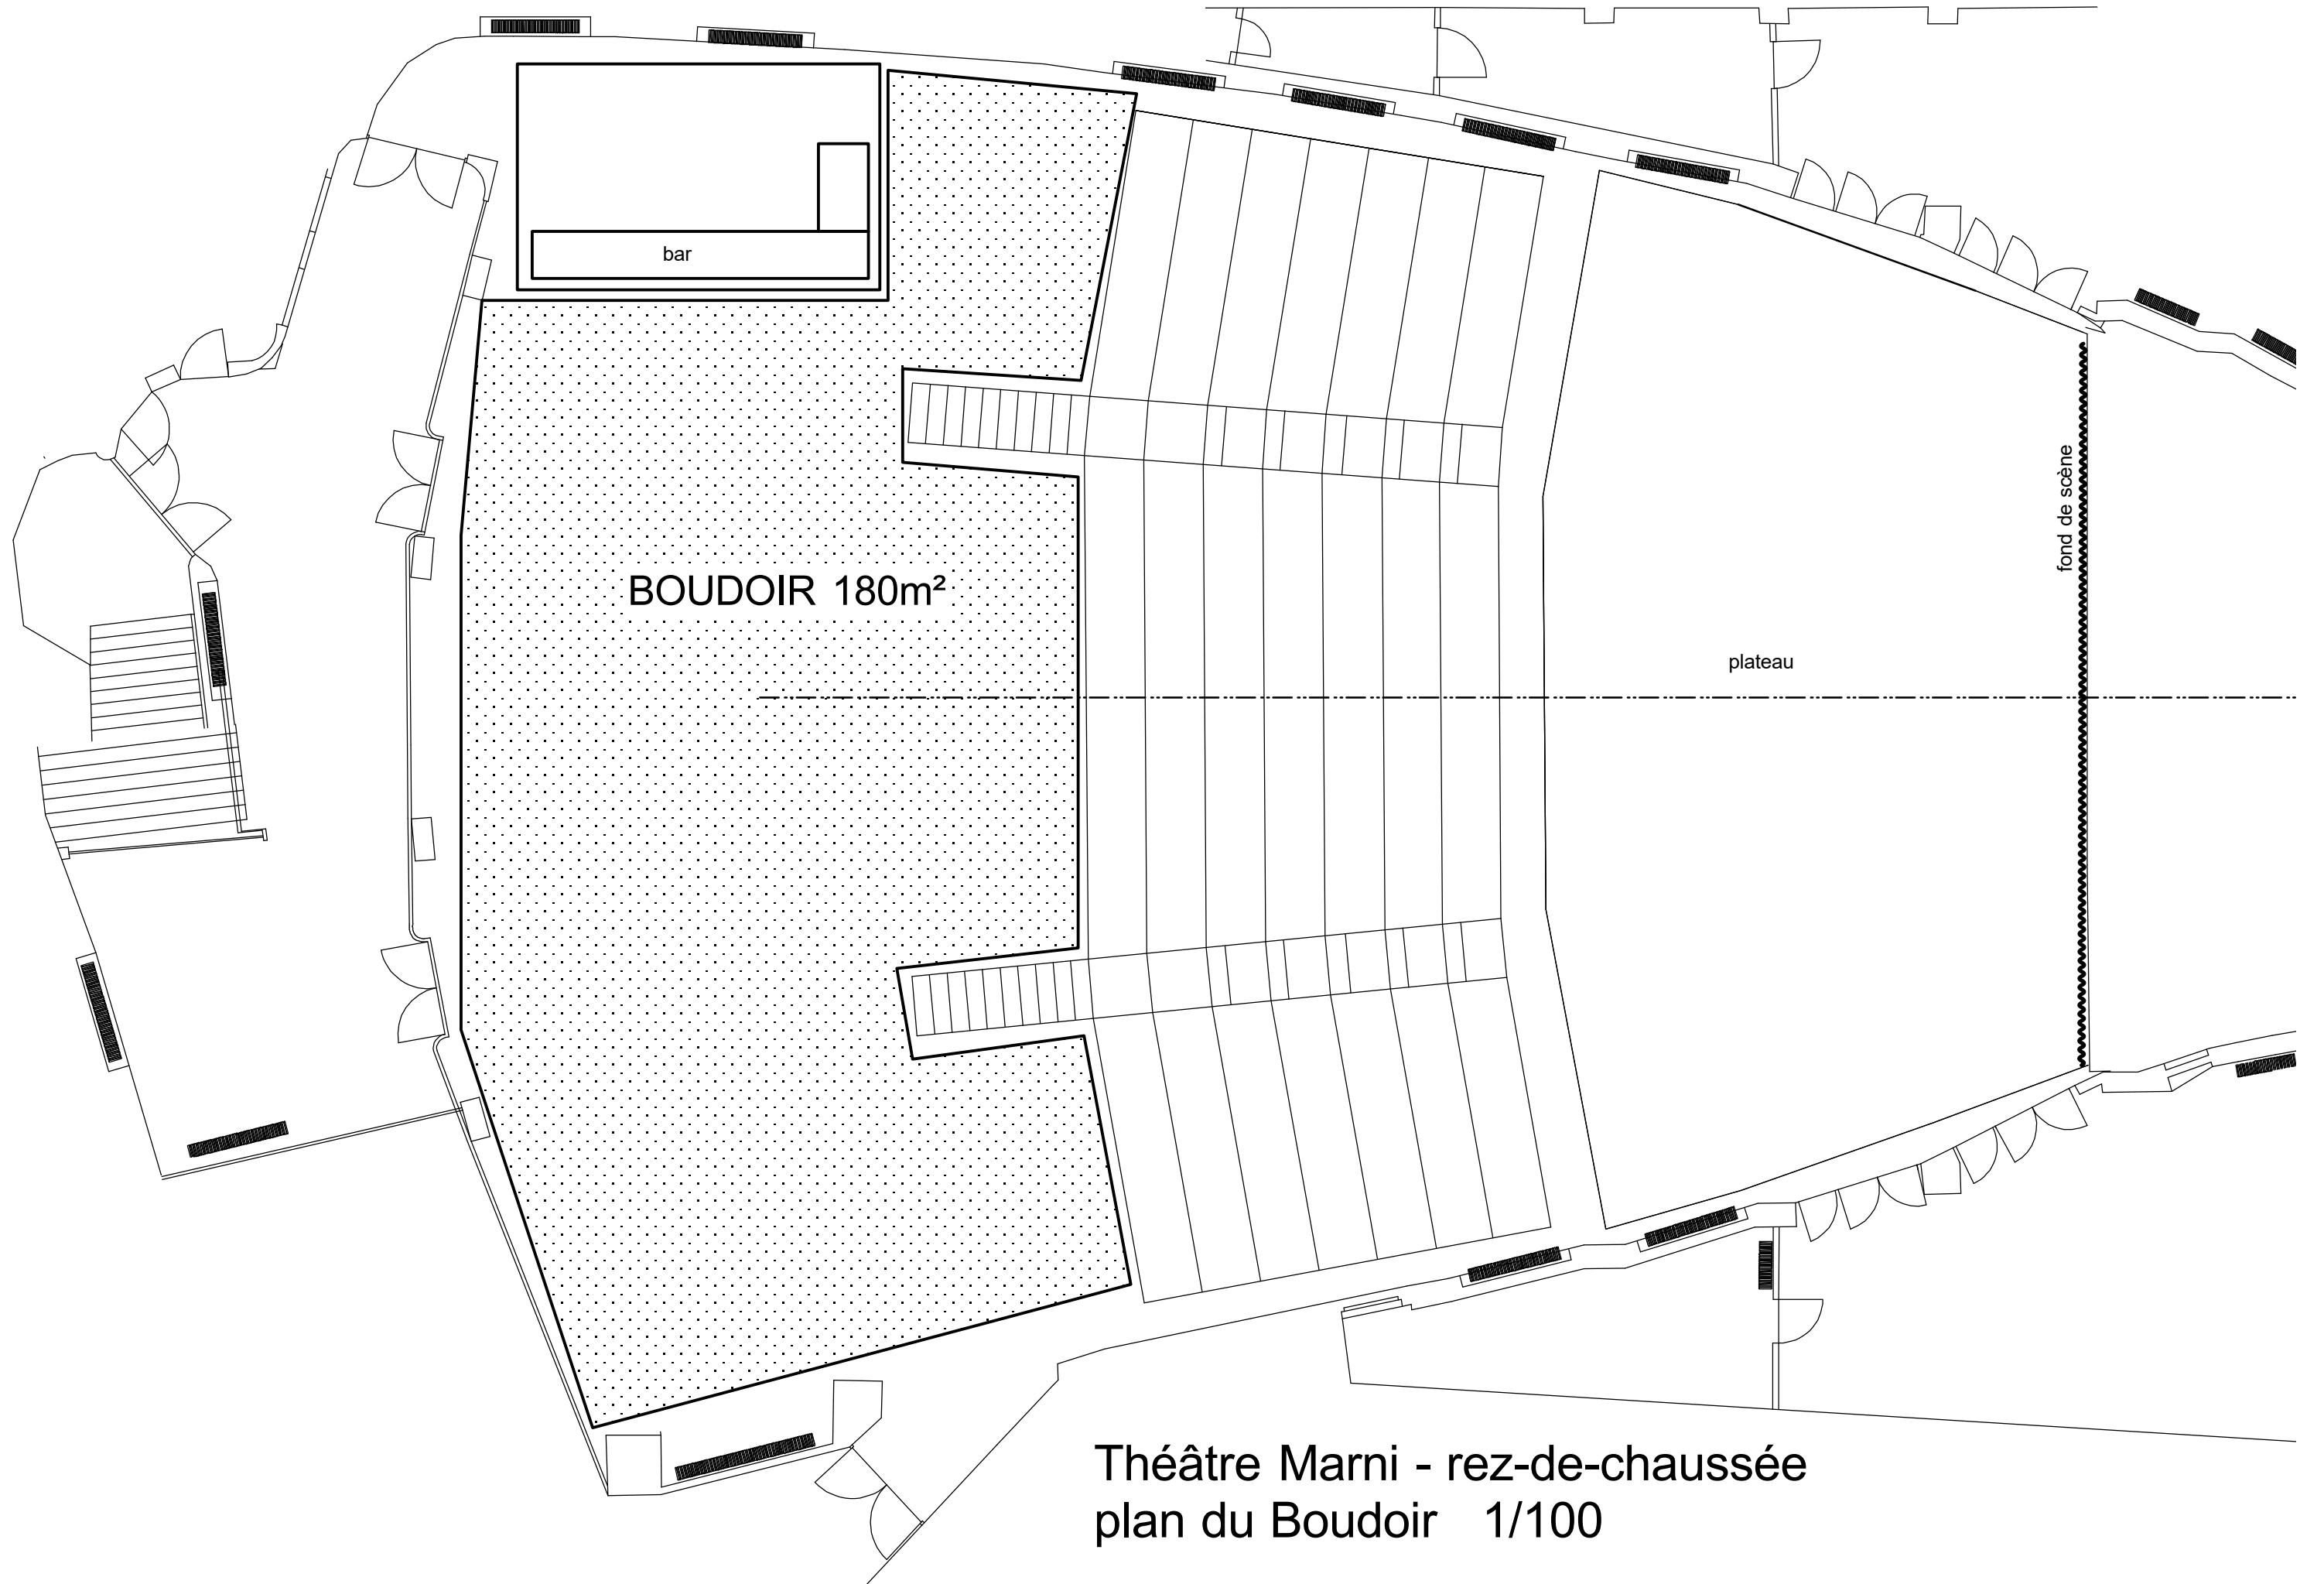 bar
BOUDOIR 180m²
fond de scène
plateau
Théâtre Marni - rez-de-chaussée
plan du Boudoir 1/100